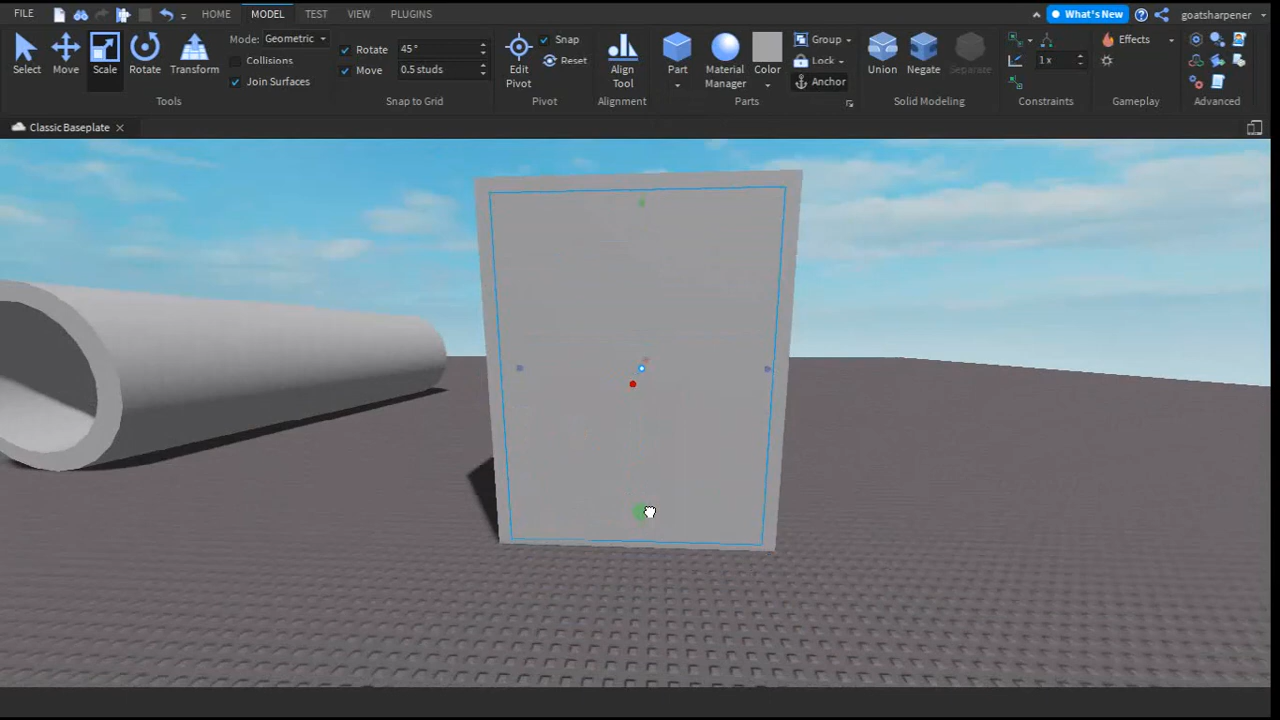 FILE HOME MODEL TEST VIEW PLUGINS What's New goatsharpener
Mode: Geometric Rotate 45° Snap Group Effects
Collisions Reset Lock 1 x
Move 0.5 studs
Select Move Scale Rotate Transform Join Surfaces Edit Pivot Align Tool Part Material Manager Color Anchor Union Negate Separate
Tools Snap to Grid Pivot Alignment Parts Solid Modeling Constraints Gameplay Advanced
Classic Baseplate